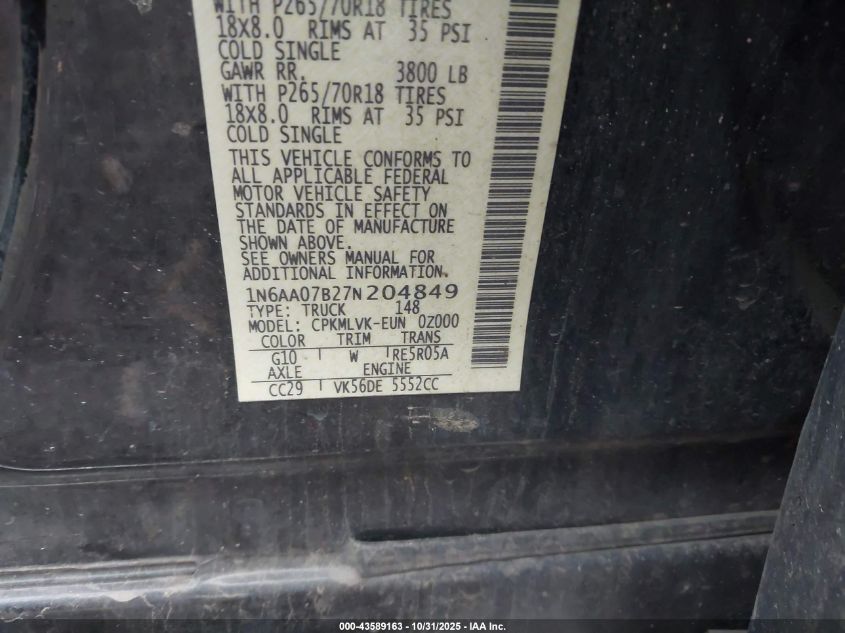 WITH P265/70R18 TIRES
18X8.0 RIMS AT 35 PSI
COLD SINGLE
GAWR RR. 3800 LB
WITH P265/70R18 TIRES
18X8.0 RIMS AT 35 PSI
COLD SINGLE
THIS VEHICLE CONFORMS TO
ALL APPLICABLE FEDERAL
MOTOR VEHICLE SAFETY
STANDARDS IN EFFECT ON
THE DATE OF MANUFACTURE
SHOWN ABOVE.
SEE OWNERS MANUAL FOR
ADDITIONAL INFORMATION.
1N6AA07B27N204849
TYPE: TRUCK 148
MODEL: CPKMLVK-EUN 0Z000
COLOR TRIM TRANS
G10 W RE5R05A
AXLE ENGINE
CC29 VK56DE 5552CC
000-43589163 - 10/31/2025 - IAA Inc.